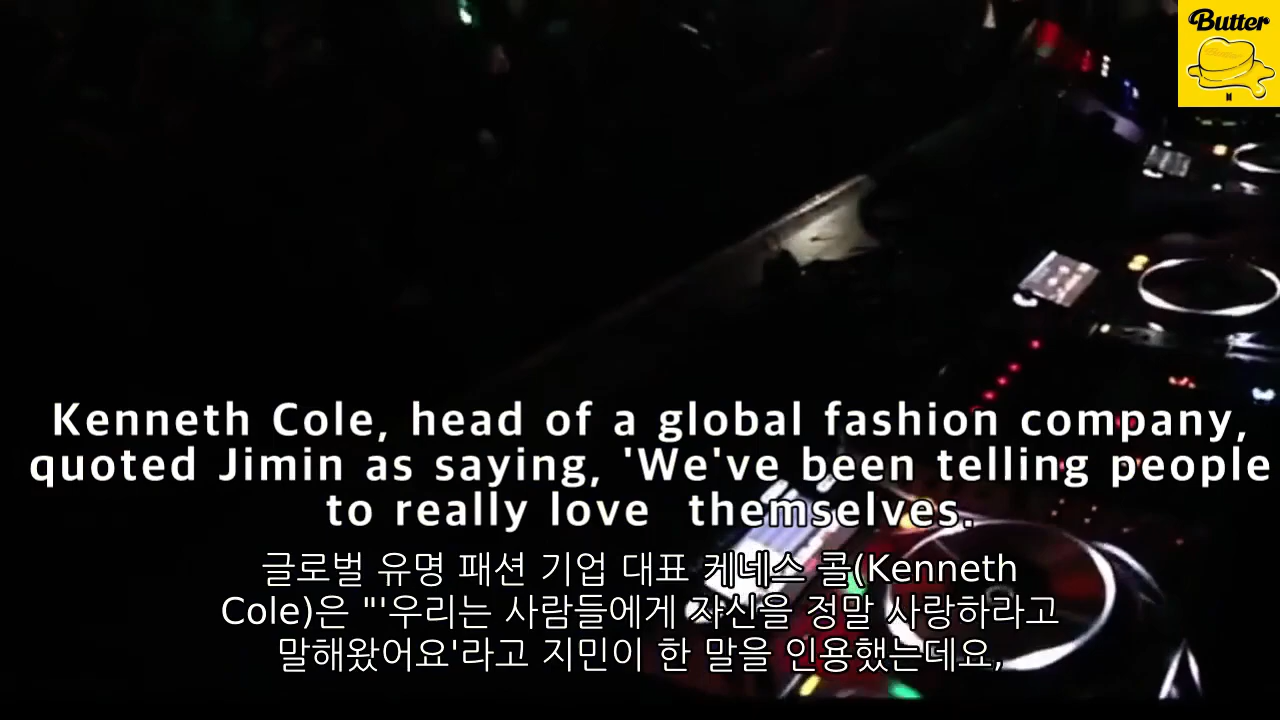 Butter
Kenneth Cole, head of a global fashion company,
quoted Jimin as saying, 'We've been telling people
to really love themselves.
글로벌 유명 패션 기업 대표 케네스 콜(Kenneth
Cole)은 "'우리는 사람들에게 자신을 정말 사랑하라고
말해왔어요'라고 지민이 한 말을 인용했는데요,